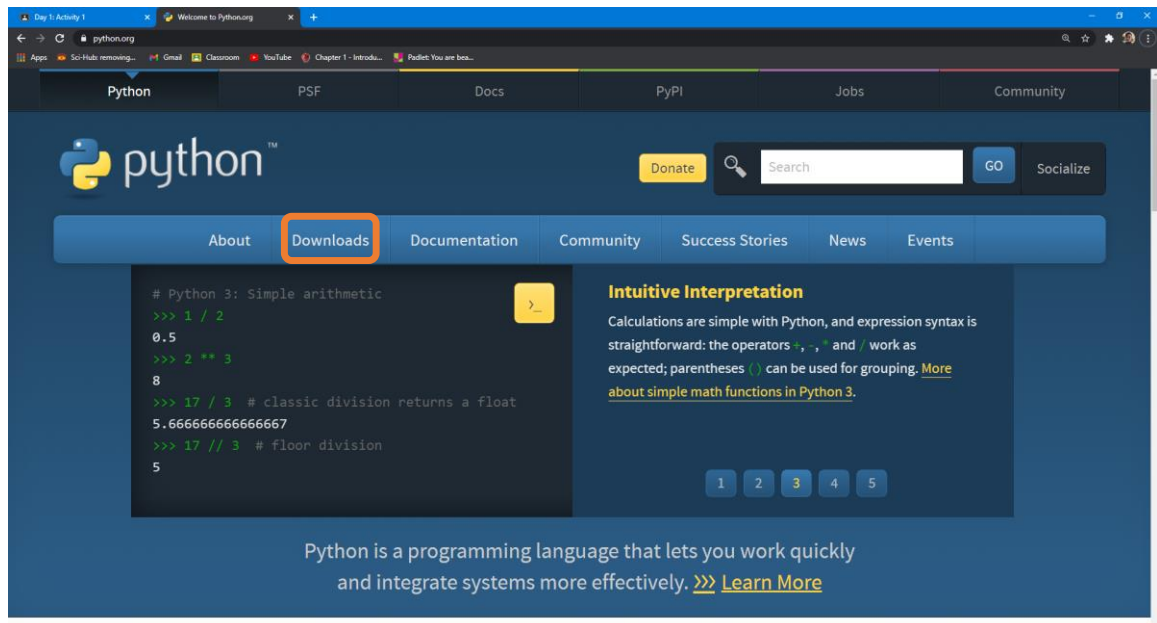 Day 1: Activity 1
Welcome to Python.org
python.org
Apps
Sci-Hub: removing...
Gmail
Classroom
YouTube
Chapter 1 - Introdu...
Padlet: You are bea...
Python
PSF
Docs
PyPI
Jobs
Community
python™
Donate
Search
GO
Socialize
About
Downloads
Documentation
Community
Success Stories
News
Events
# Python 3: Simple arithmetic
>>> 1 / 2
0.5
>>> 2 ** 3
8
>>> 17 / 3  # classic division returns a float
5.666666666666667
>>> 17 // 3  # floor division
5
>_
Intuitive Interpretation
Calculations are simple with Python, and expression syntax is
straightforward: the operators +, -, * and / work as
expected; parentheses () can be used for grouping. More
about simple math functions in Python 3.
1
2
3
4
5
Python is a programming language that lets you work quickly
and integrate systems more effectively. >>> Learn More